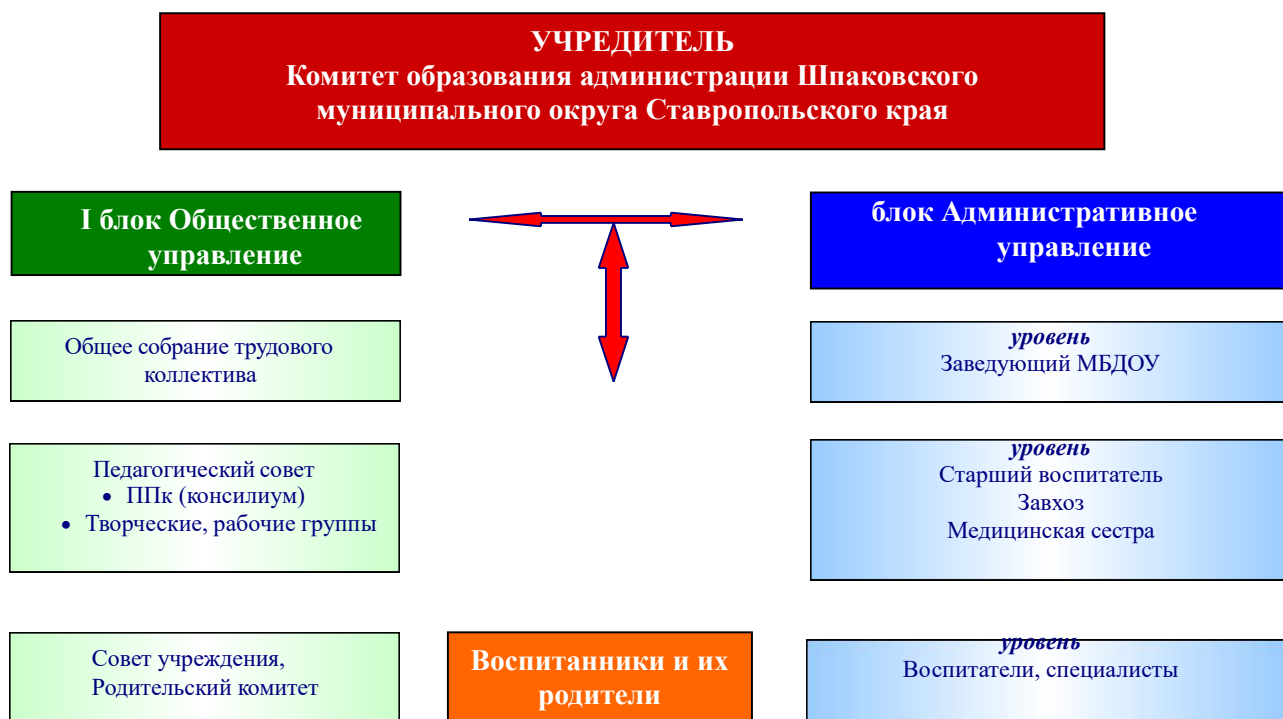 УЧРЕДИТЕЛЬ
Комитет образования администрации Шпаковского
муниципального округа Ставропольского края
I блок Общественное
управление
блок Административное
управление
Общее собрание трудового
коллектива
уровень
Заведующий МБДОУ
Педагогический совет
• ППк (консилиум)
• Творческие, рабочие группы
уровень
Старший воспитатель
Завхоз
Медицинская сестра
Совет учреждения,
Родительский комитет
Воспитанники и их
родители
уровень
Воспитатели, специалисты